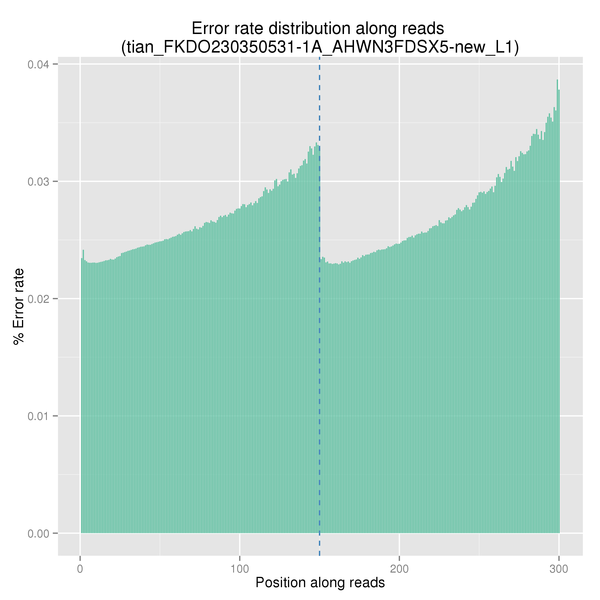 Error rate distribution along reads
(tian_FKDO230350531-1A_AHWN3FDSX5-new_L1)
0.04
0.03
0.02
0.01
0.00
% Error rate
0 100 200 300
Position along reads